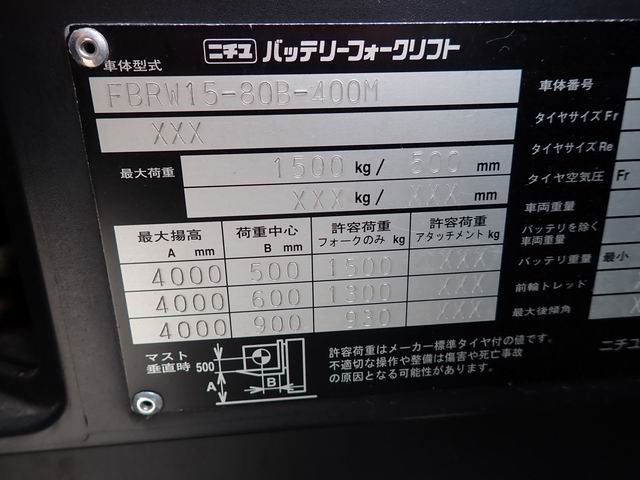 ニチユ バッテリーフォークリフト
車体型式
FBRW15-80B-400M
XXX
最大荷重
1500 kg / 500 mm
XXX kg / XXX mm
最大揚高 A mm 荷重中心 B mm 許容荷重 フォークのみ kg 許容荷重 アタッチメント kg
4000 500 1500 XXX
4000 600 1300 XXX
4000 900 930 XXX
マスト
垂直時 500
A
B
許容荷重はメーカー標準タイヤ付の値です。
不適切な操作や整備は傷害や死亡事故
の原因となる可能性があります。
車体番号
タイヤサイズ Fr
タイヤサイズ Re
タイヤ空気圧 Fr
車両重量
バッテリを除く
車両重量
バッテリ重量 最小
前輪トレッド
最大後傾角
ニチ